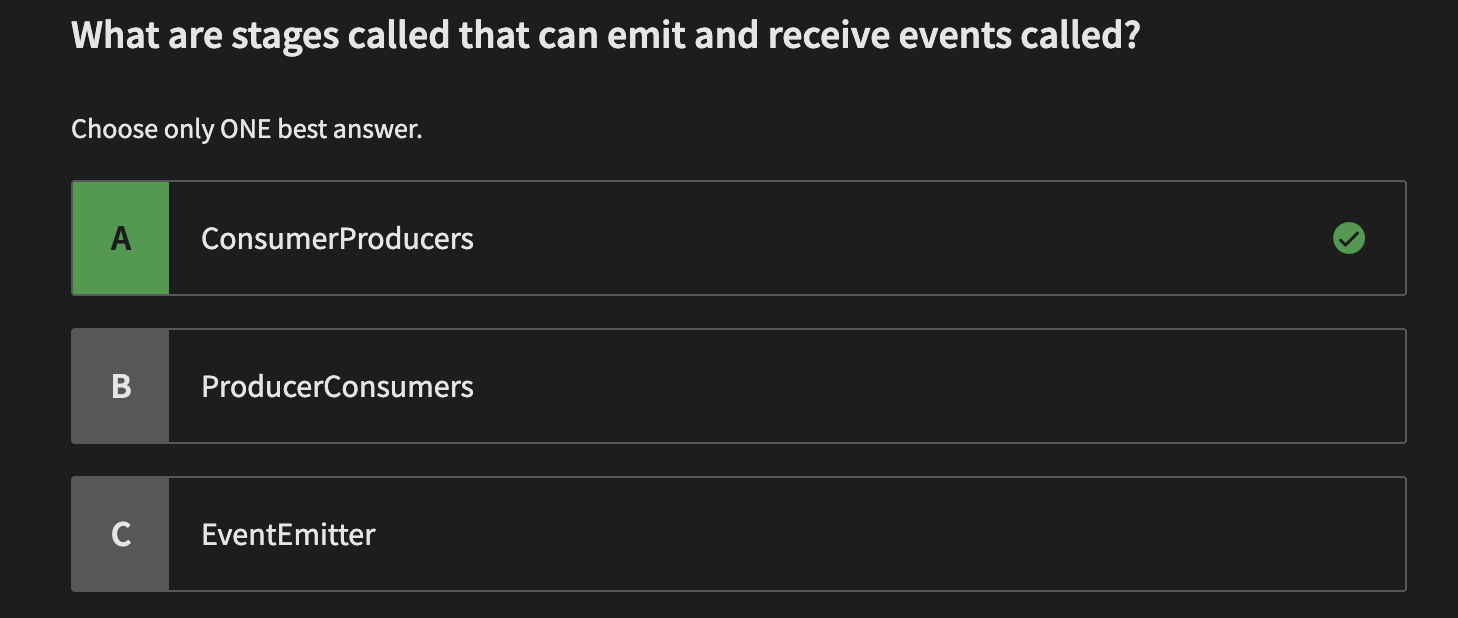 What are stages called that can emit and receive events called?
Choose only ONE best answer.
A ConsumerProducers
B ProducerConsumers
C EventEmitter